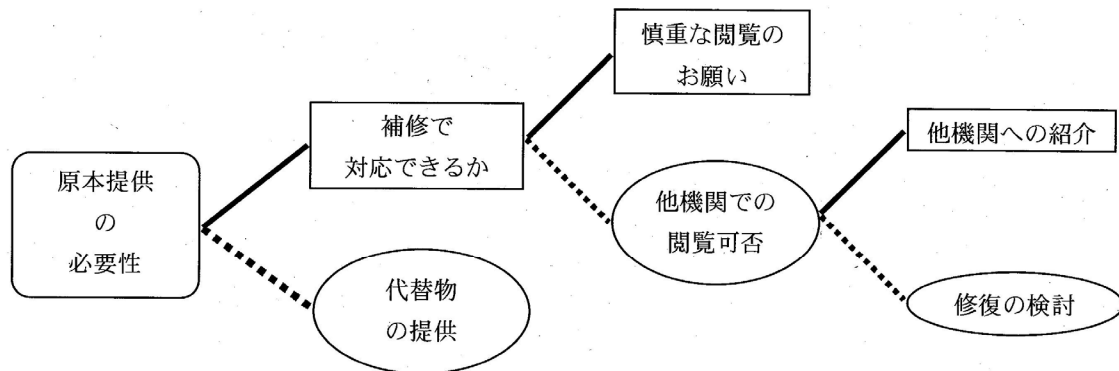 原本提供
の
必要性
補修で
対応できるか
代替物
の提供
慎重な閲覧の
お願い
他機関での
閲覧可否
他機関への紹介
修復の検討